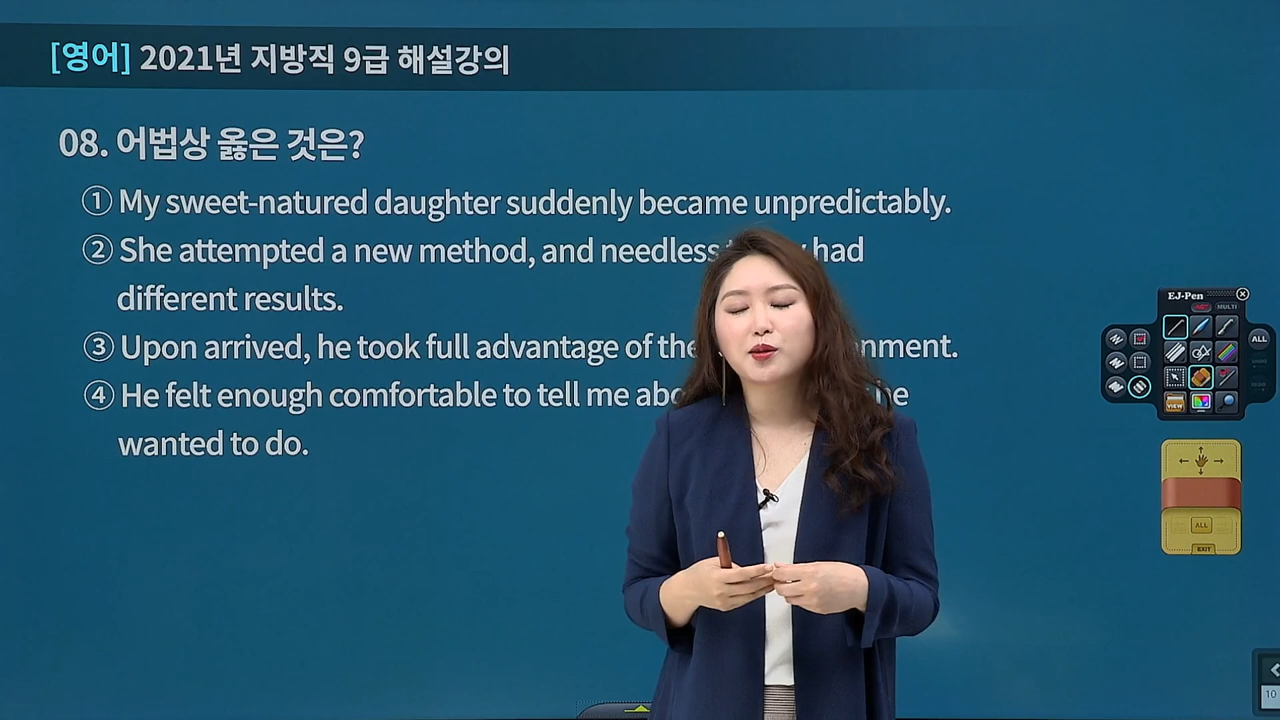 [영어] 2021년 지방직 9급 해설강의
08. 어법상 옳은 것은?
① My sweet-natured daughter suddenly became unpredictably.
② She attempted a new method, and needless had
different results.
③ Upon arrived, he took full advantage of the
④ He felt enough comfortable to tell me
wanted to do.
EJ-Pen
MULTI
ALL
VIEW
ALL
EXIT
10